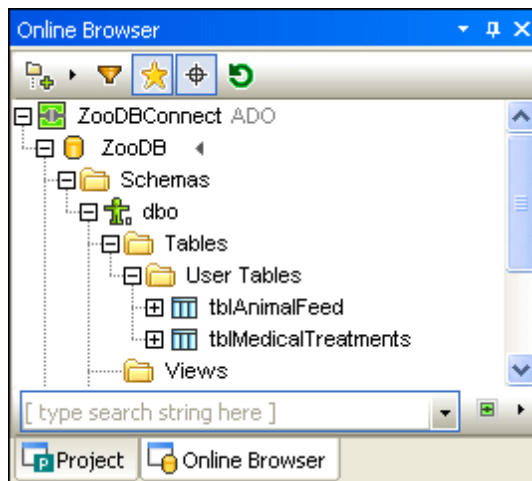 Online Browser
ZooDBConnect ADO
ZooDB
Schemas
dbo
Tables
User Tables
tblAnimalFeed
tblMedicalTreatments
Views
[ type search string here ]
Project Online Browser